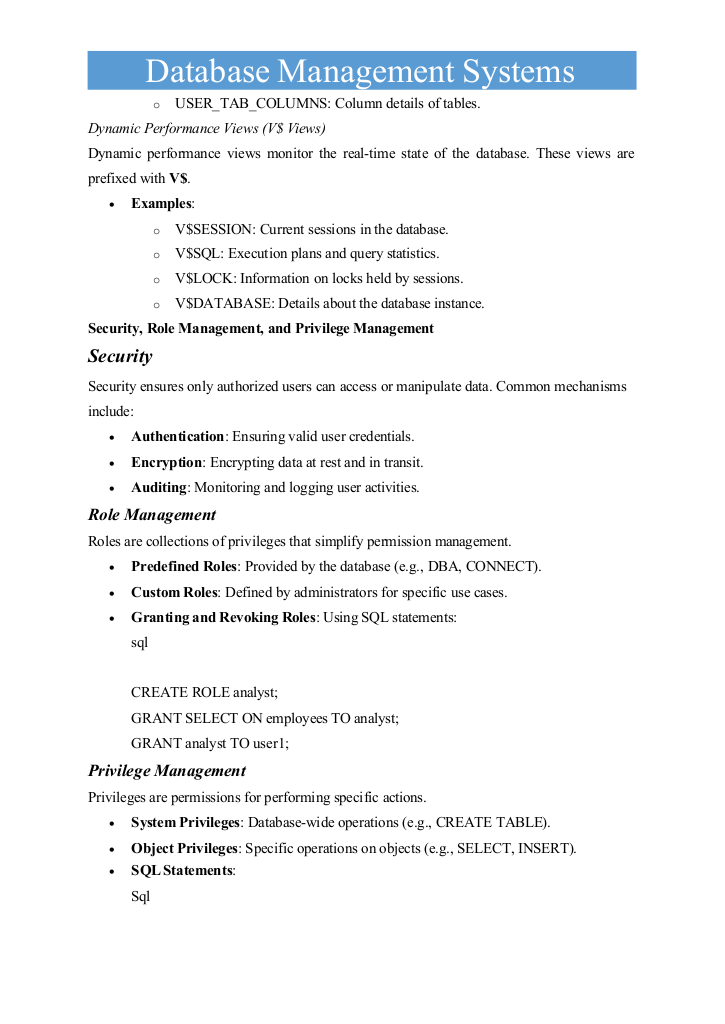 Database Management Systems
o USER_TAB_COLUMNS: Column details of tables.
Dynamic Performance Views (V$ Views)
Dynamic performance views monitor the real-time state of the database. These views are
prefixed with V$.
• Examples:
o V$SESSION: Current sessions in the database.
o V$SQL: Execution plans and query statistics.
o V$LOCK: Information on locks held by sessions.
o V$DATABASE: Details about the database instance.
Security, Role Management, and Privilege Management
Security
Security ensures only authorized users can access or manipulate data. Common mechanisms
include:
• Authentication: Ensuring valid user credentials.
• Encryption: Encrypting data at rest and in transit.
• Auditing: Monitoring and logging user activities.
Role Management
Roles are collections of privileges that simplify permission management.
• Predefined Roles: Provided by the database (e.g., DBA, CONNECT).
• Custom Roles: Defined by administrators for specific use cases.
• Granting and Revoking Roles: Using SQL statements:
sql
CREATE ROLE analyst;
GRANT SELECT ON employees TO analyst;
GRANT analyst TO user1;
Privilege Management
Privileges are permissions for performing specific actions.
• System Privileges: Database-wide operations (e.g., CREATE TABLE).
• Object Privileges: Specific operations on objects (e.g., SELECT, INSERT).
• SQL Statements:
Sql